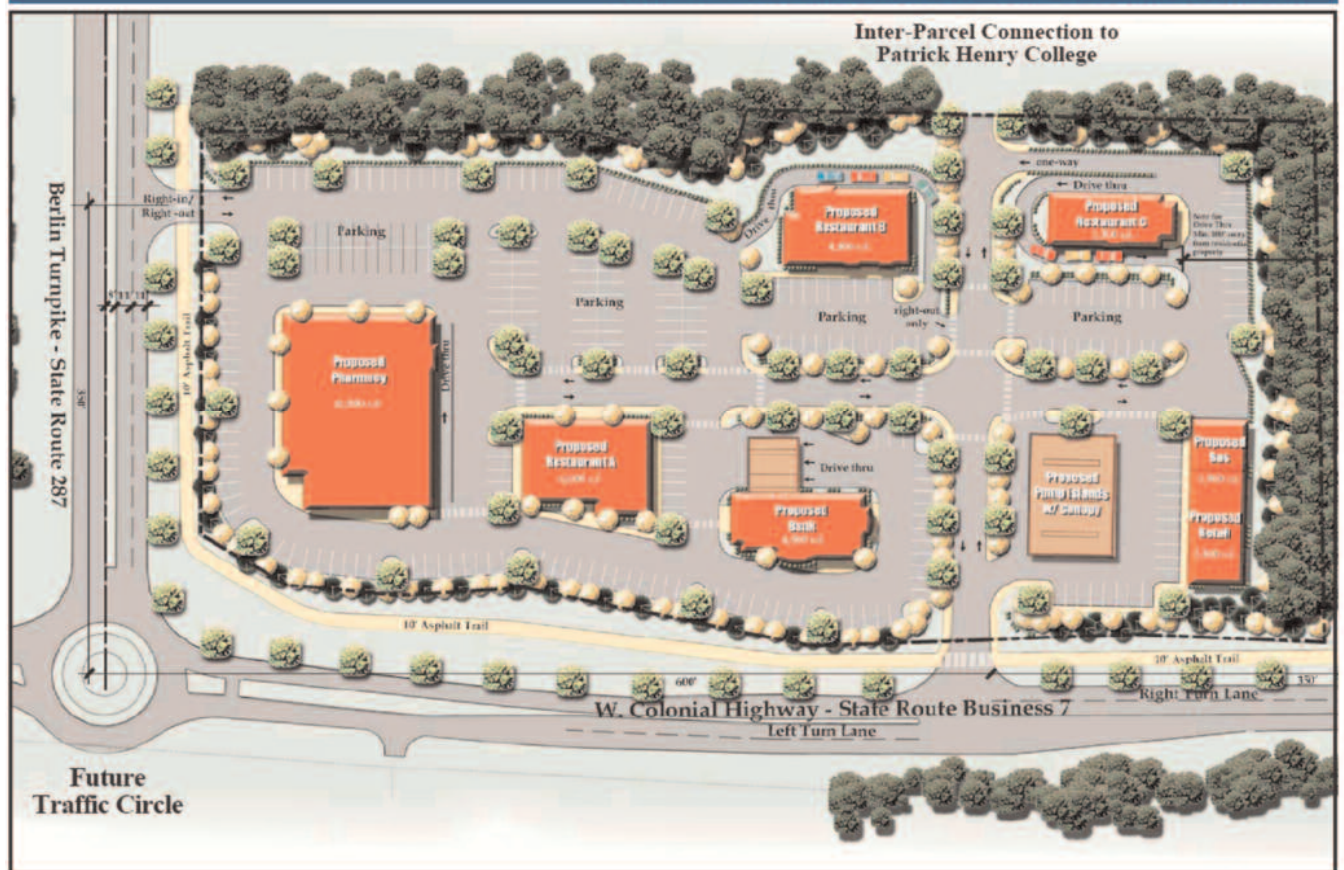 Inter-Parcel Connection to
Patrick Henry College
one-way
Drive thru
Right-in/
Right-out
Parking
Drive thru
Proposed
Restaurant B
Proposed
Restaurant C
Berlin Turnpike - State Route 287
350'
10' Asphalt Trail
Parking
Parking
right-out
only
Parking
Proposed
Pharmacy
Drive thru
Proposed
Restaurant A
Drive thru
Proposed
Bank
Proposed
Pump Islands
w/ Canopy
Proposed
Gas
Proposed
Retail
10' Asphalt Trail
10' Asphalt Trail
600'
350'
Right Turn Lane
W. Colonial Highway - State Route Business 7
Left Turn Lane
Future
Traffic Circle